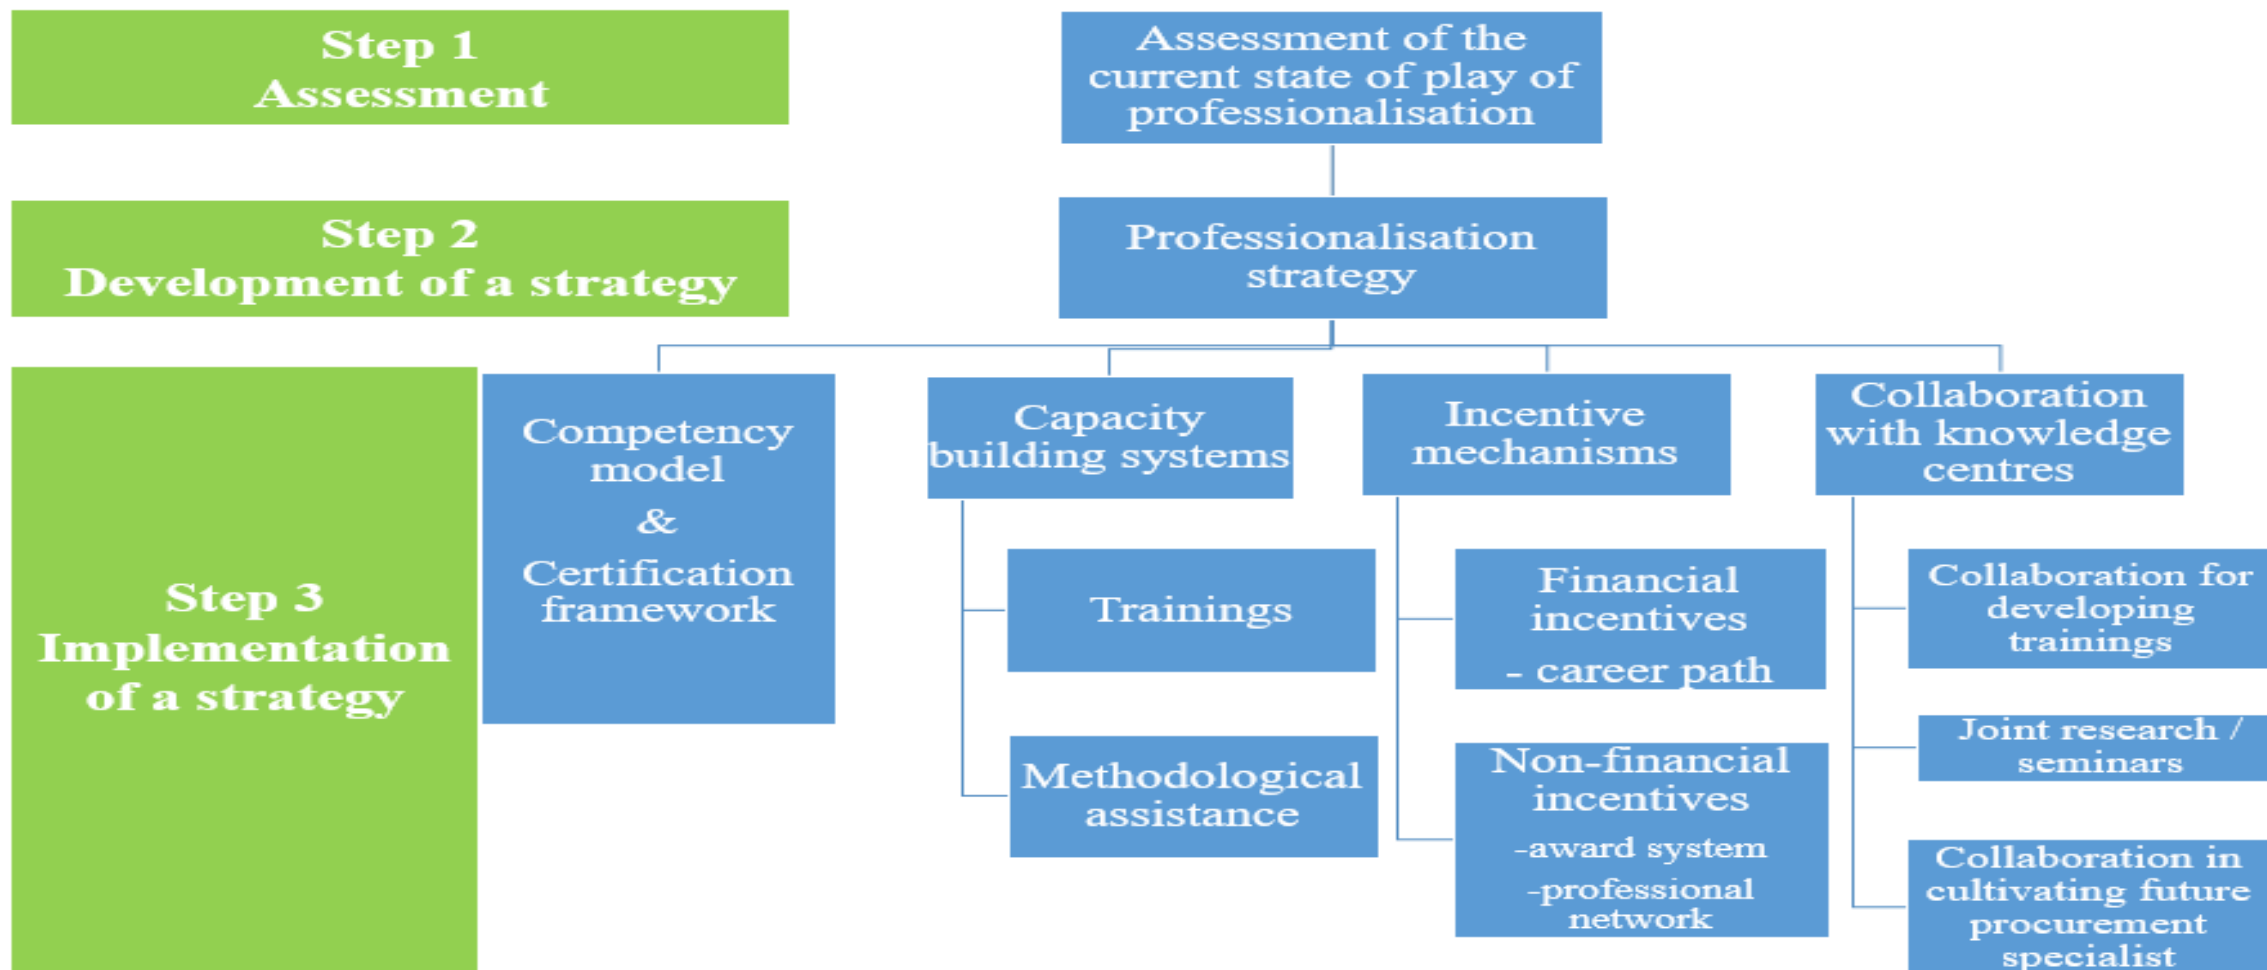 Step 1
Assessment
Assessment of the
current state of play of
professionalisation
Step 2
Development of a strategy
Professionalisation
strategy
Step 3
Implementation
of a strategy
Competency
model
&
Certification
framework
Capacity
building systems
Trainings
Methodological
assistance
Incentive
mechanisms
Financial
incentives
- career path
Non-financial
incentives
-award system
-professional
network
Collaboration
with knowledge
centres
Collaboration for
developing
trainings
Joint research /
seminars
Collaboration in
cultivating future
procurement
specialist